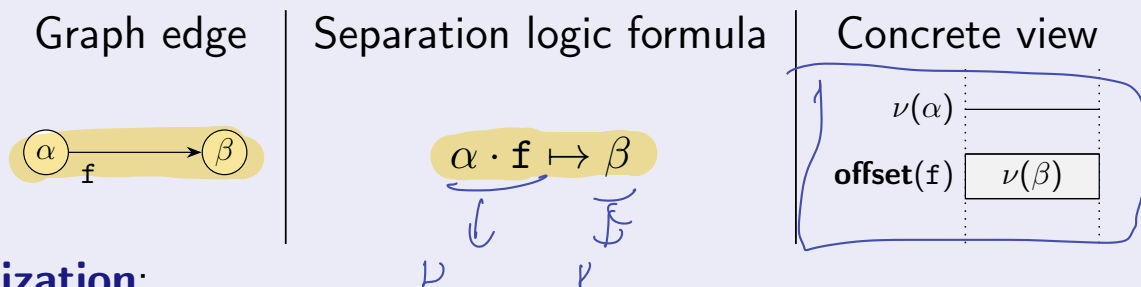 Graph edge Separation logic formula Concrete view
ν(α)
α f β α · f ↦ β offset(f) ν(β)
ization: